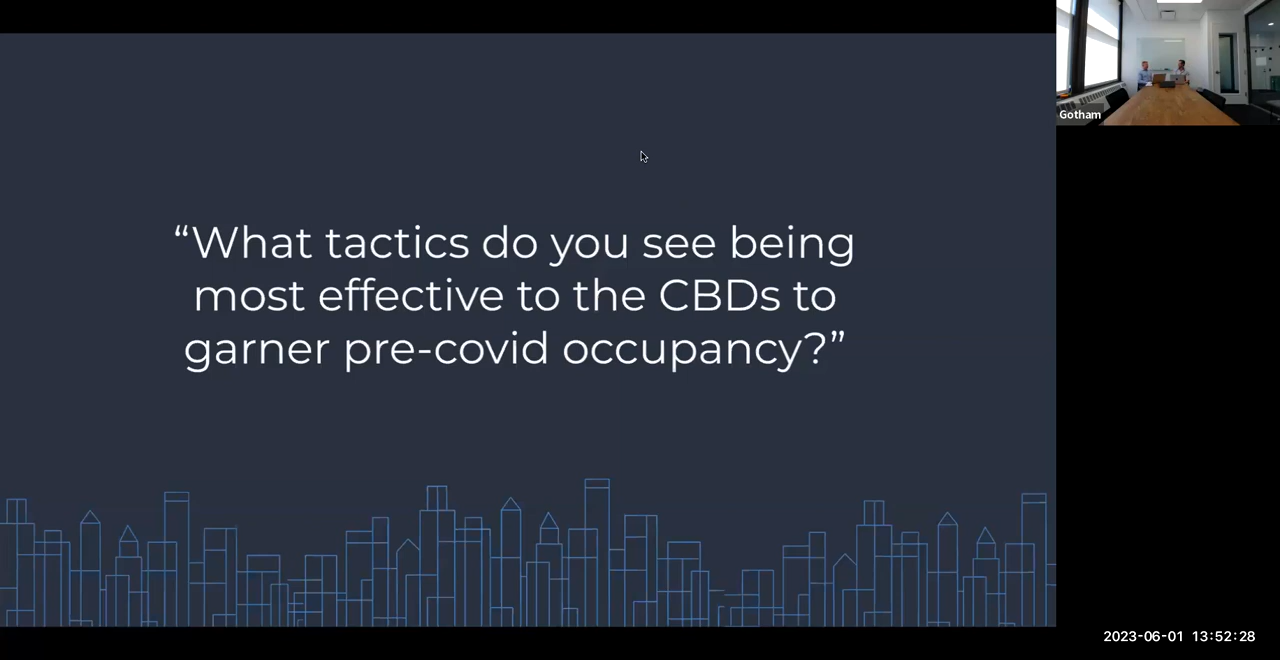 “What tactics do you see being
most effective to the CBDs to
garner pre-covid occupancy?”
Gotham
2023-06-01 13:52:28